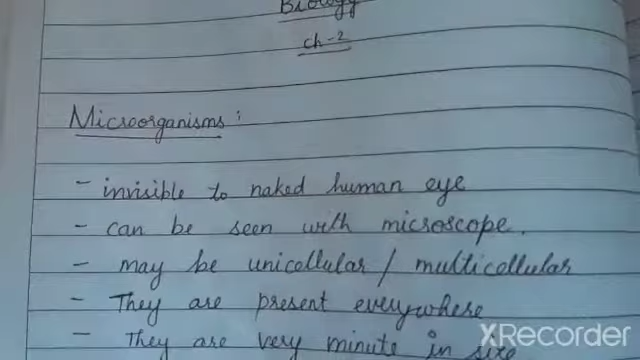 Biology
ch-2
Microorganisms:
- invisible to naked human eye
- can be seen with microscope.
- may be unicellular / multicellular
- They are present everywhere
- They are very minute in size
XRecorder